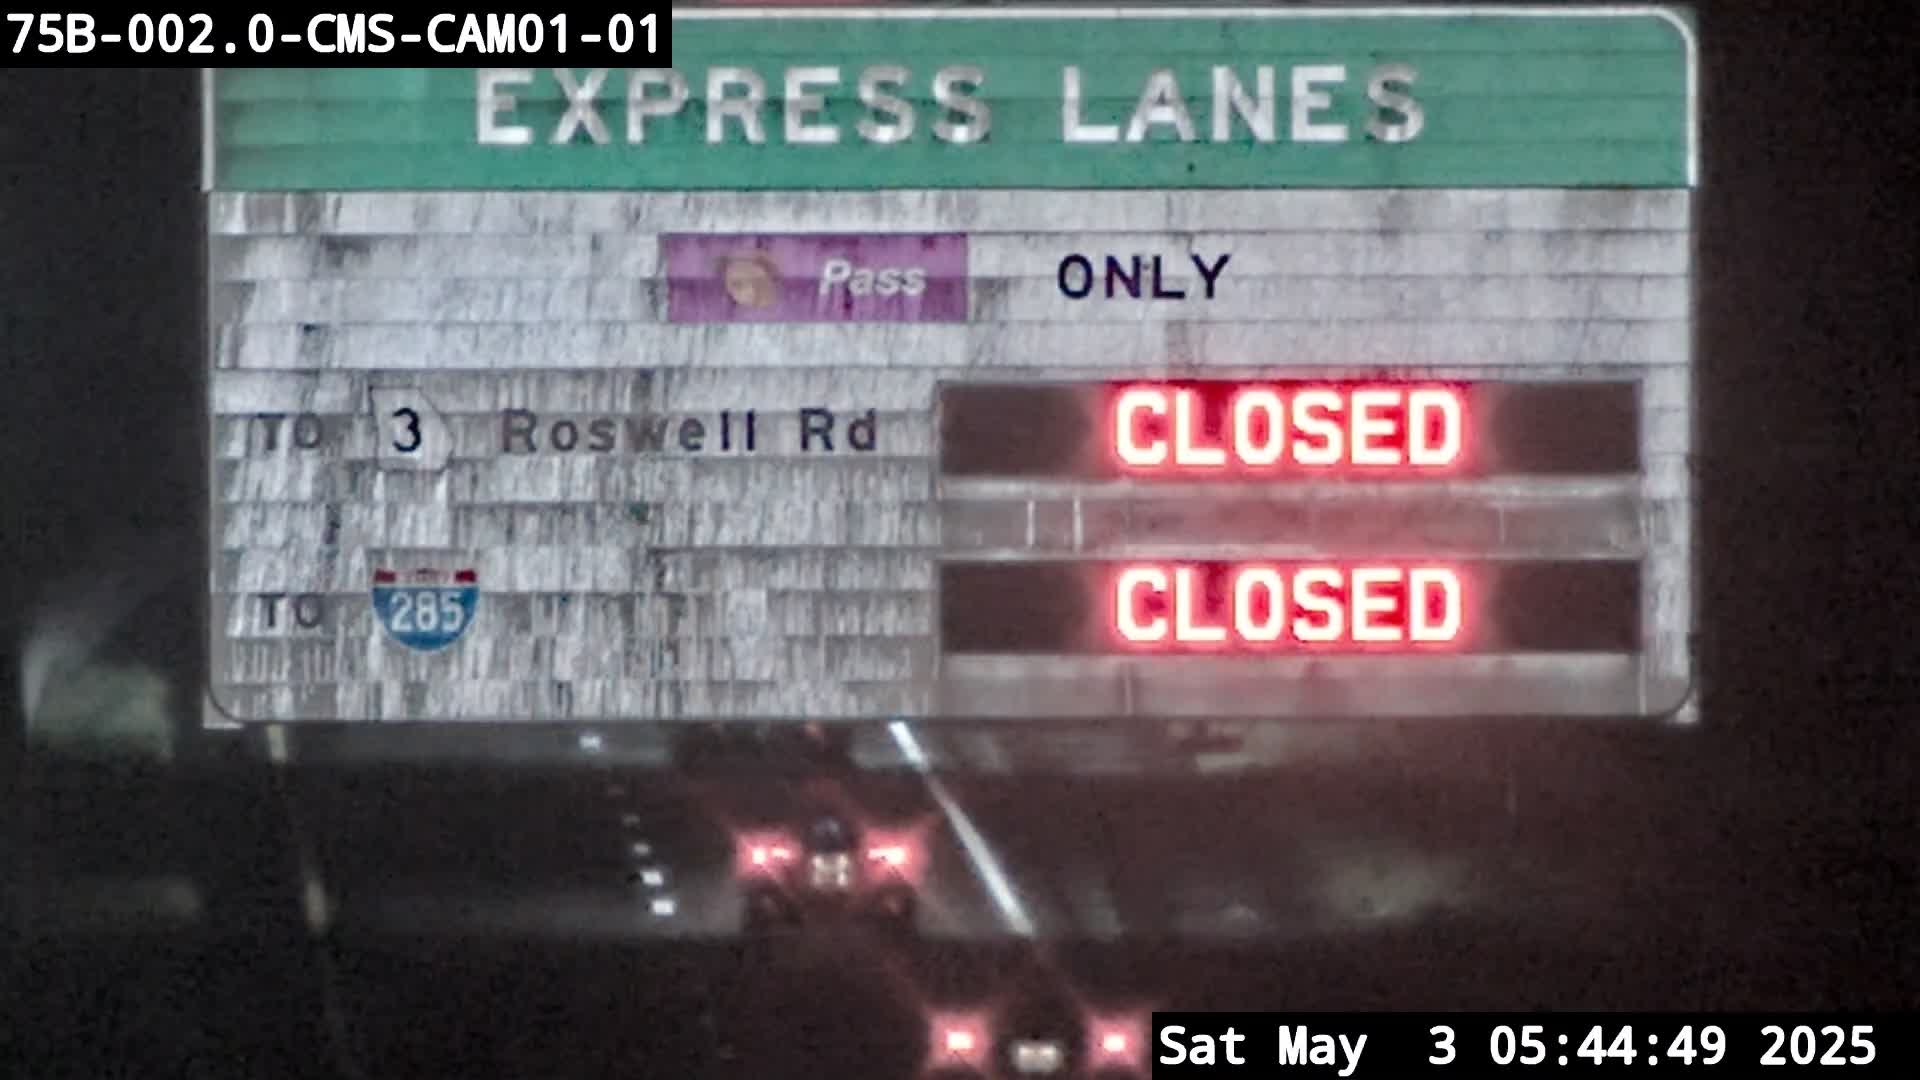 75B-002.0-CMS-CAM01-01
EXPRESS LANES
Pass ONLY
TO 3 Roswell Rd CLOSED
TO 285 CLOSED
Sat May 3 05:44:49 2025